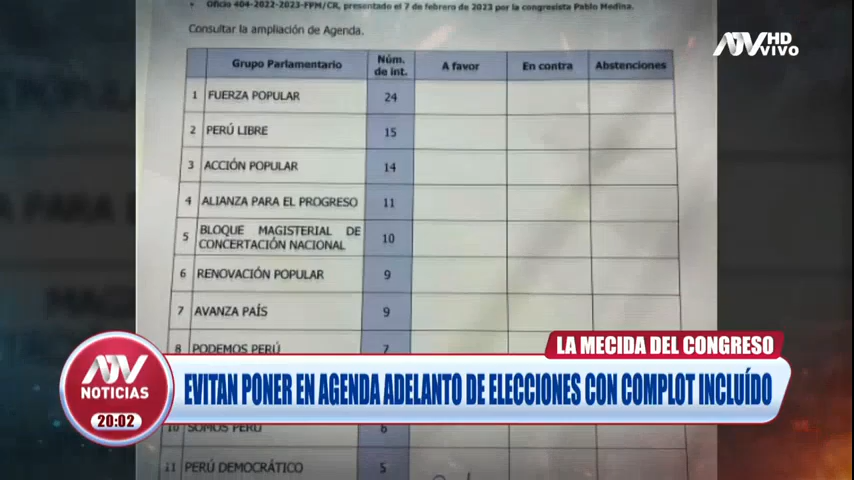 • Oficio 404-2022-2023-FPM/CR, presentado el 7 de febrero de 2023 por la congresista Pablo Medina.
Consultar la ampliación de Agenda.
ATV HD
VIVO
Grupo Parlamentario Núm. de int. A favor En contra Abstenciones
1 FUERZA POPULAR 24
2 PERÚ LIBRE 15
3 ACCIÓN POPULAR 14
4 ALIANZA PARA EL PROGRESO 11
5 BLOQUE MAGISTERIAL DE
CONCERTACIÓN NACIONAL 10
6 RENOVACIÓN POPULAR 9
7 AVANZA PAÍS 9
8 PODEMOS PERÚ 7
LA MECIDA DEL CONGRESO
EVITAN PONER EN AGENDA ADELANTO DE ELECCIONES CON COMPLOT INCLUÍDO
ATV
NOTICIAS
20:02
10 SOMOS PERÚ 6
11 PERÚ DEMOCRÁTICO 5